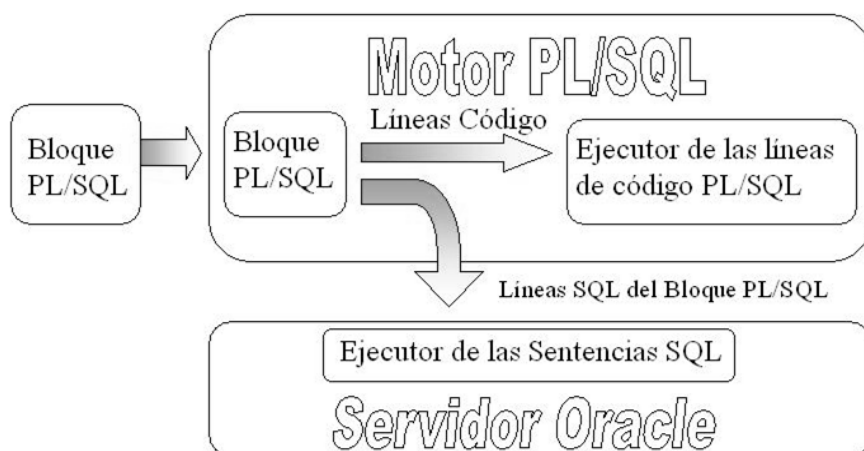 Motor PL/SQL
Bloque
PL/SQL
Bloque
PL/SQL
Líneas Código
Ejecutor de las líneas
de código PL/SQL
Líneas SQL del Bloque PL/SQL
Ejecutor de las Sentencias SQL
Servidor Oracle